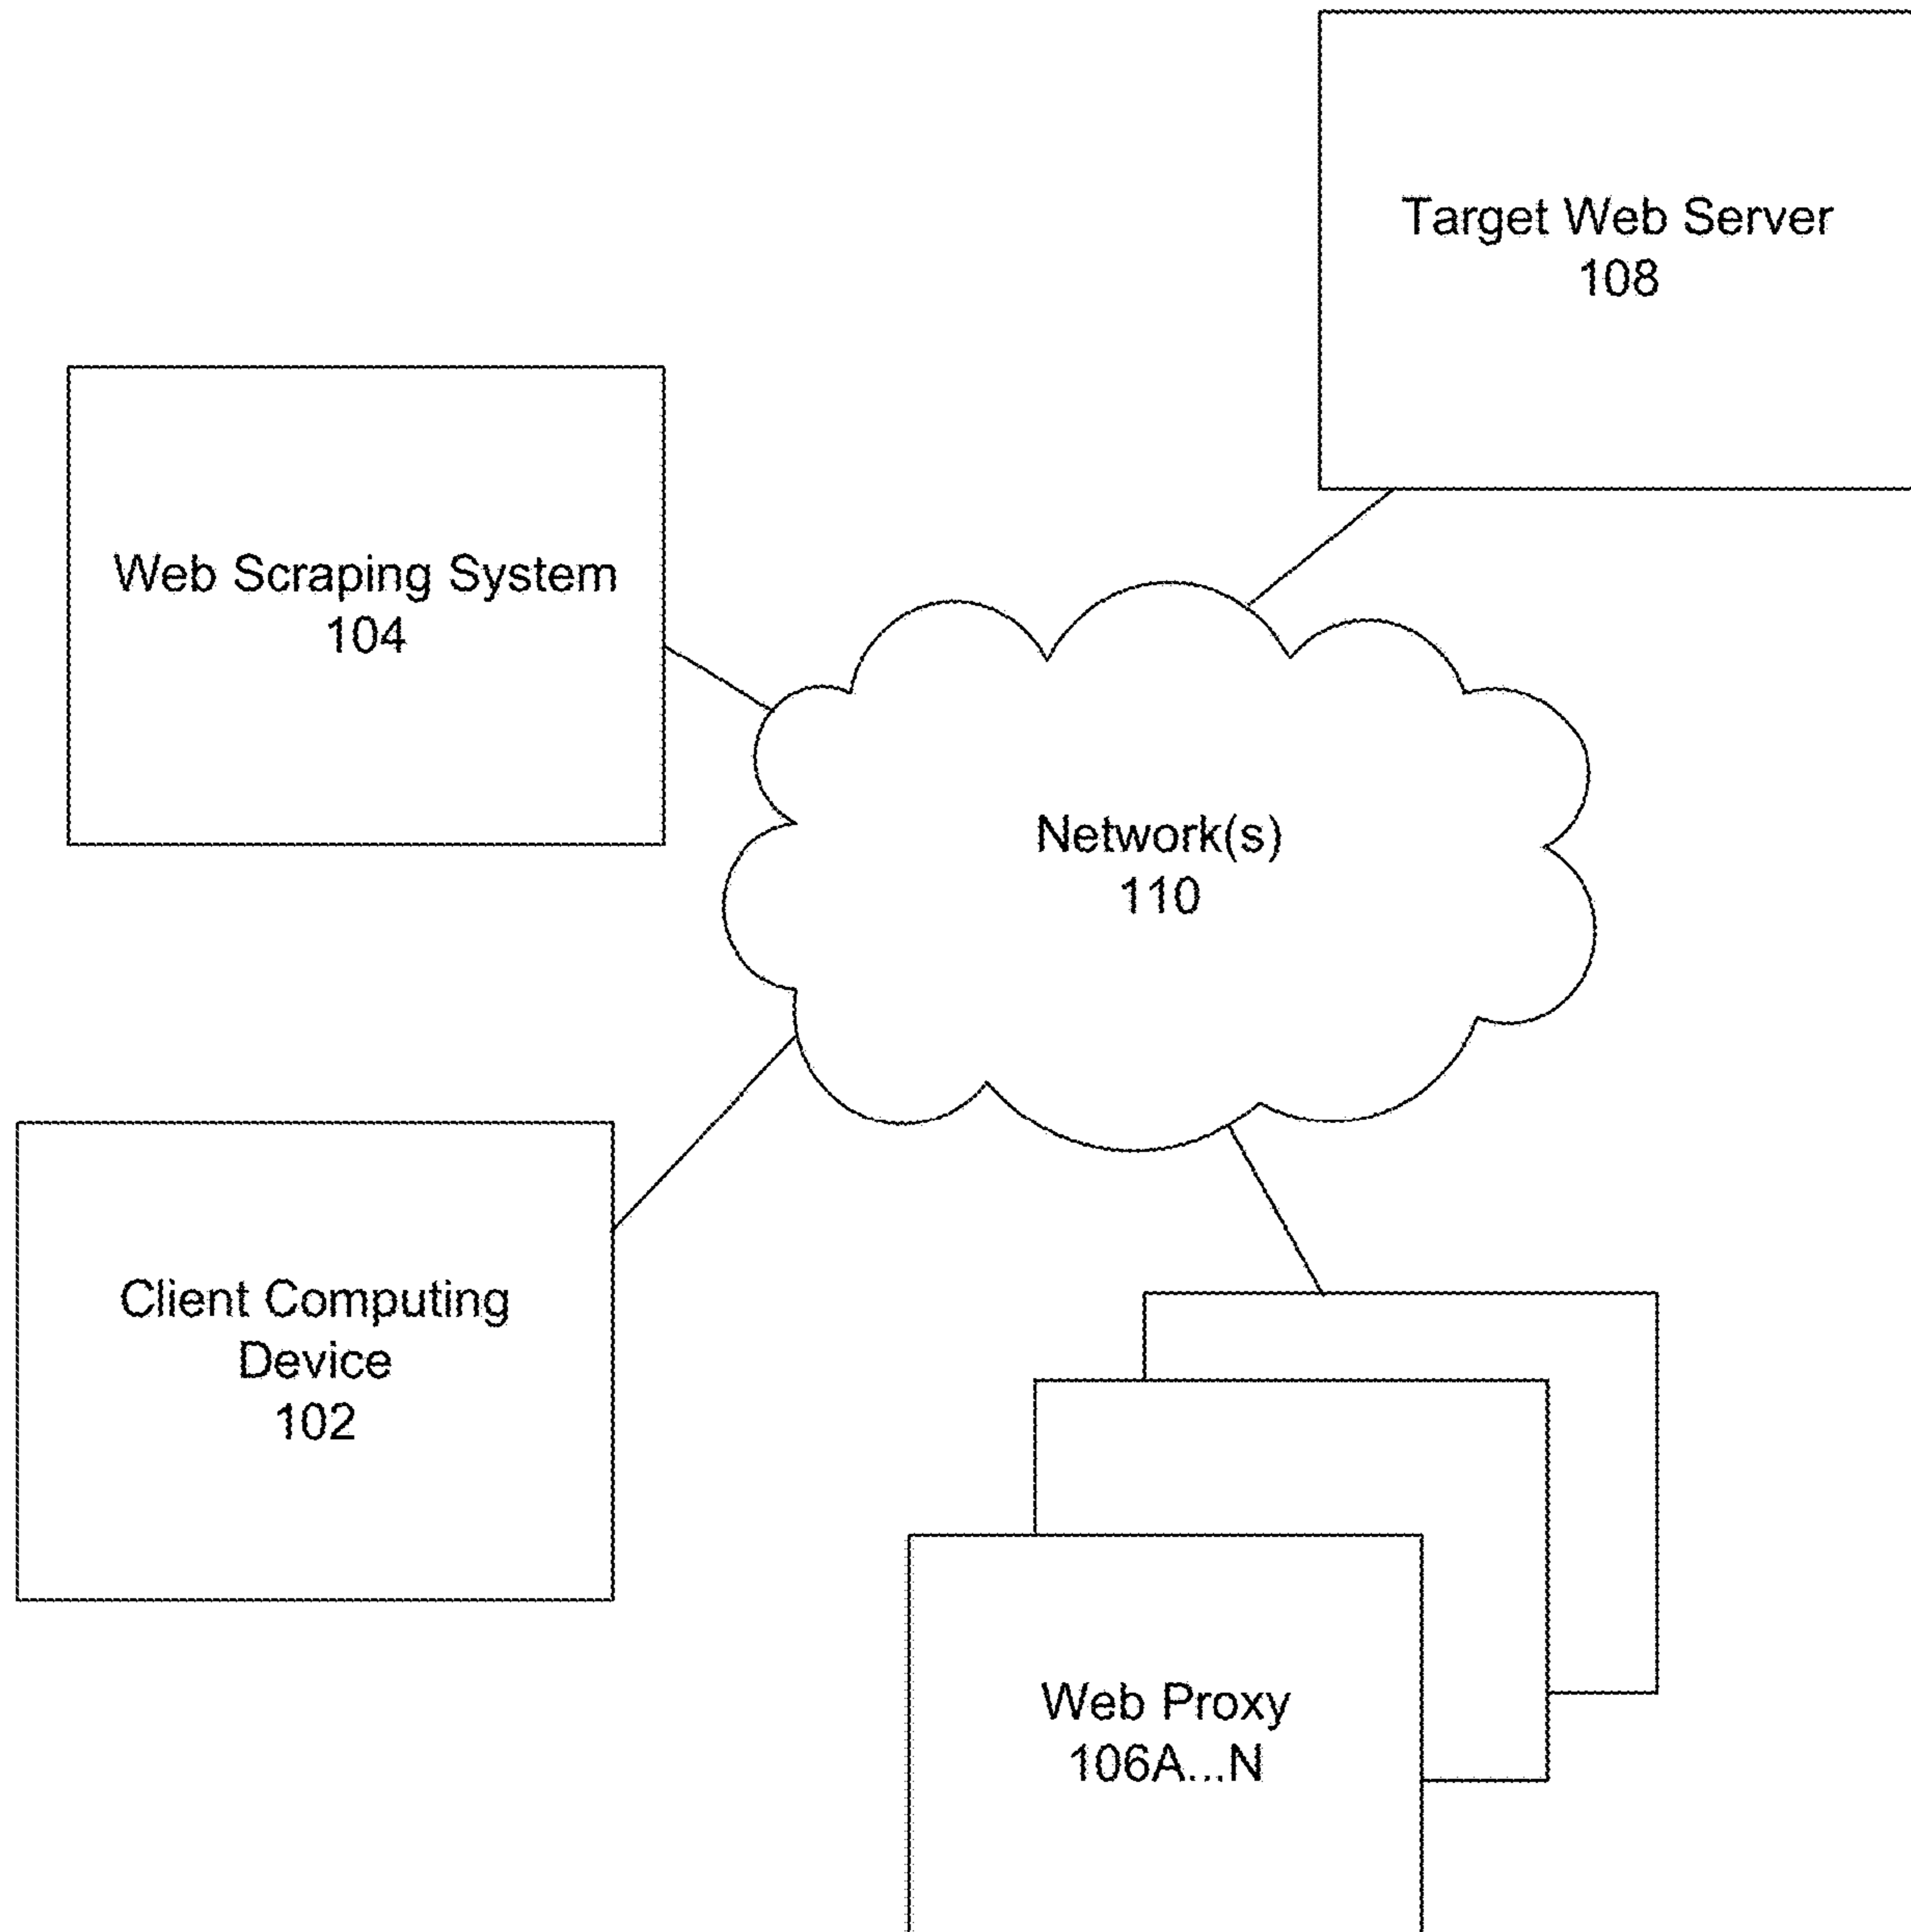 Target Web Server
108
Web Scraping System
104
Network(s)
110
Client Computing
Device
102
Web Proxy
106A...N